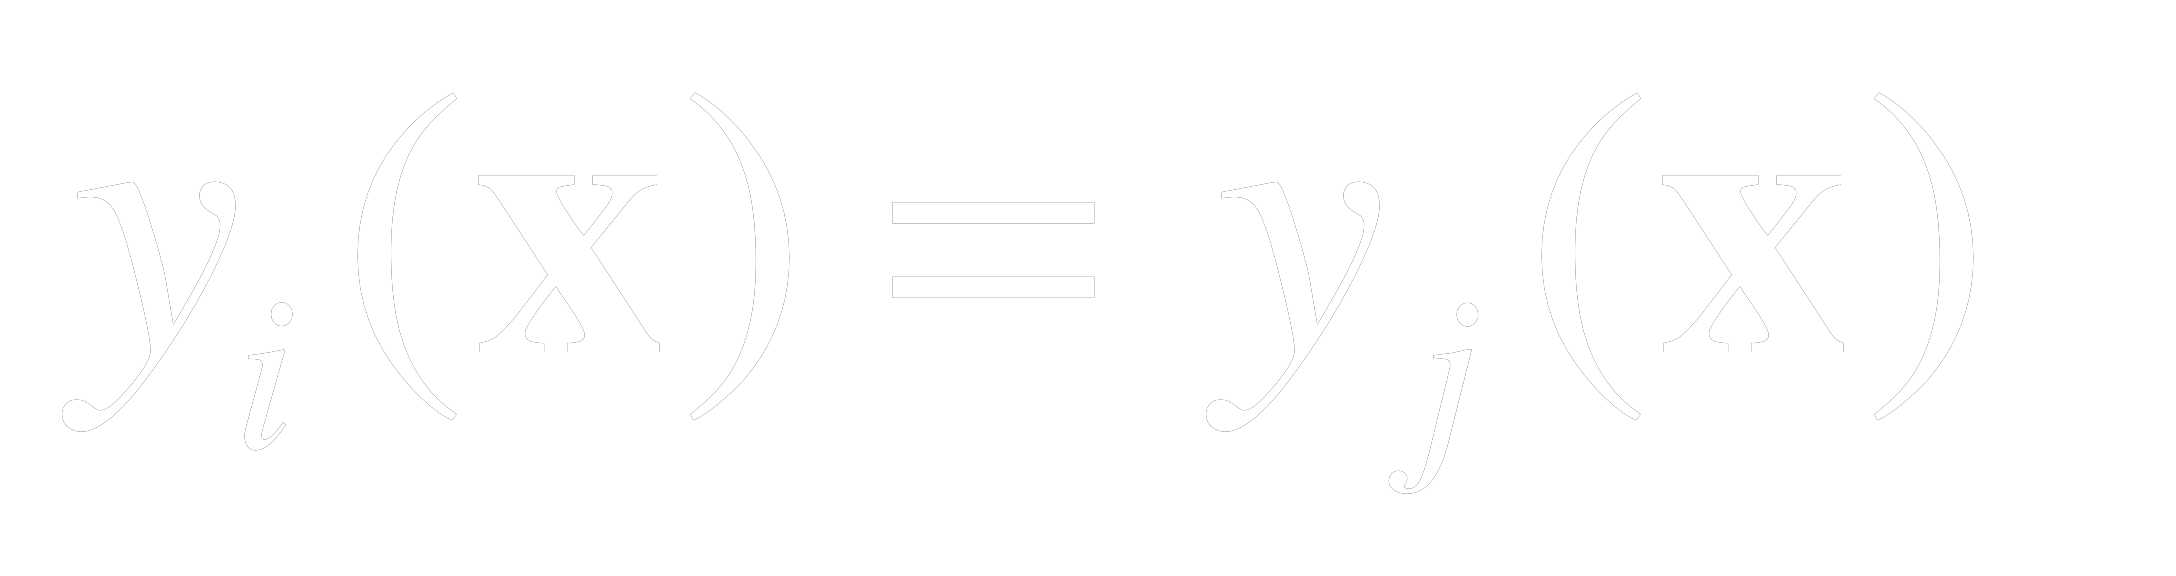 yᵢ(𝐱) = yⱼ(𝐱)